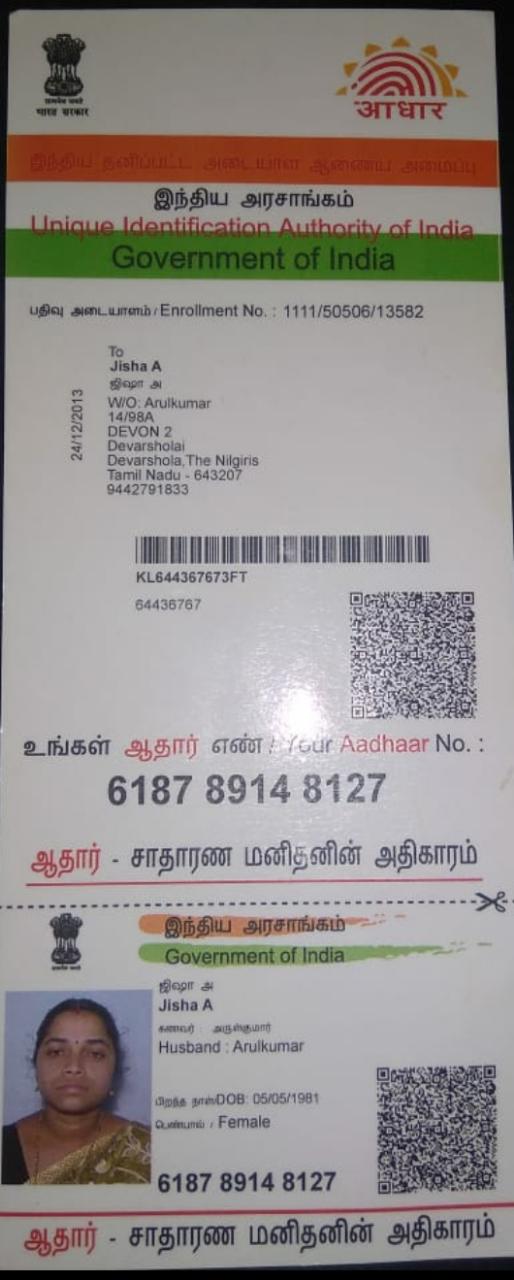 भारत सरकार
आधार
இந்திய தனிப்பட்ட அடையாள ஆணைய அமைப்பு
இந்திய அரசாங்கம்
Unique Identification Authority of India
Government of India
பதிவு அடையாளம் / Enrollment No. : 1111/50506/13582
24/12/2013
To
Jisha A
ஜிஷா அ
W/O: Arulkumar
14/98A
DEVON 2
Devarsholai
Devarshola,The Nilgiris
Tamil Nadu - 643207
9442791833
KL644367673FT
64436767
உங்கள் ஆதார் எண் / Your Aadhaar No. :
6187 8914 8127
ஆதார் - சாதாரண மனிதனின் அதிகாரம்
இந்திய அரசாங்கம்
Government of India
ஜிஷா அ
Jisha A
கணவர் : அருள்குமார்
Husband : Arulkumar
பிறந்த நாள்/DOB: 05/05/1981
பெண்பால் / Female
6187 8914 8127
ஆதார் - சாதாரண மனிதனின் அதிகாரம்